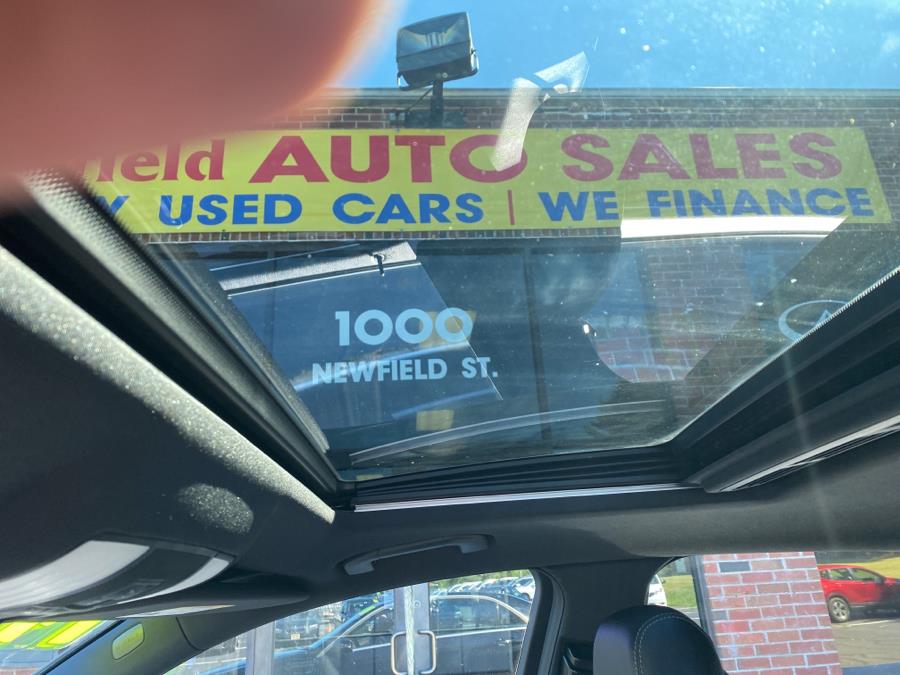 field AUTO SALES
Y USED CARS | WE FINANCE
1000
NEWFIELD ST.